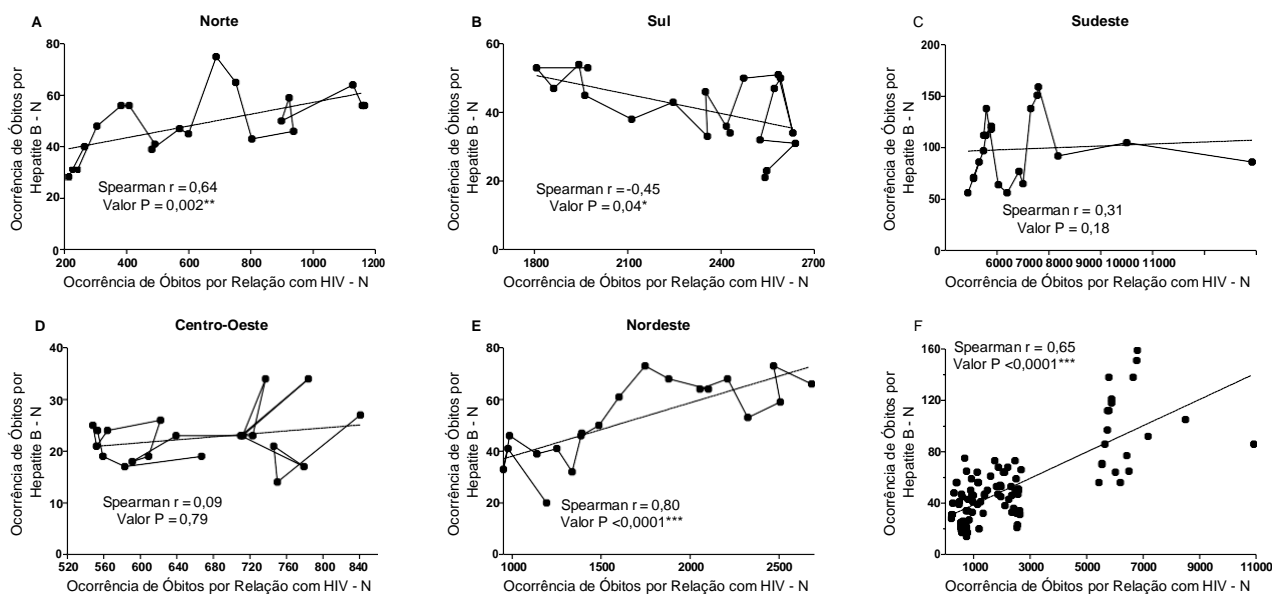 A
Norte
Ocorrência de Óbitos por
Hepatite B - N
80
60
40
20
0
Spearman r = 0,64
Valor P = 0,002**
200 400 600 800 1000 1200
Ocorrência de Óbitos por Relação com HIV - N
B
Sul
Ocorrência de Óbitos por
Hepatite B - N
60
40
20
0
Spearman r = -0,45
Valor P = 0,04*
1800 2100 2400 2700
Ocorrência de Óbitos por Relação com HIV - N
C
Sudeste
Ocorrência de Óbitos por
Hepatite B - N
200
150
100
50
0
Spearman r = 0,31
Valor P = 0,18
6000 7000 8000 9000 10000 11000
Ocorrência de Óbitos por Relação com HIV - N
D
Centro-Oeste
Ocorrência de Óbitos por
Hepatite B - N
40
30
20
10
0
Spearman r = 0,09
Valor P = 0,79
520 560 600 640 680 720 760 800 840
Ocorrência de Óbitos por Relação com HIV - N
E
Nordeste
Ocorrência de Óbitos por
Hepatite B - N
80
60
40
20
0
Spearman r = 0,80
Valor P <0,0001***
1000 1500 2000 2500
Ocorrência de Óbitos por Relação com HIV - N
F
Ocorrência de Óbitos por
Hepatite B - N
160
120
80
40
0
Spearman r = 0,65
Valor P <0,0001***
1000 3000 5000 7000 9000 11000
Ocorrência de Óbitos por Relação com HIV - N